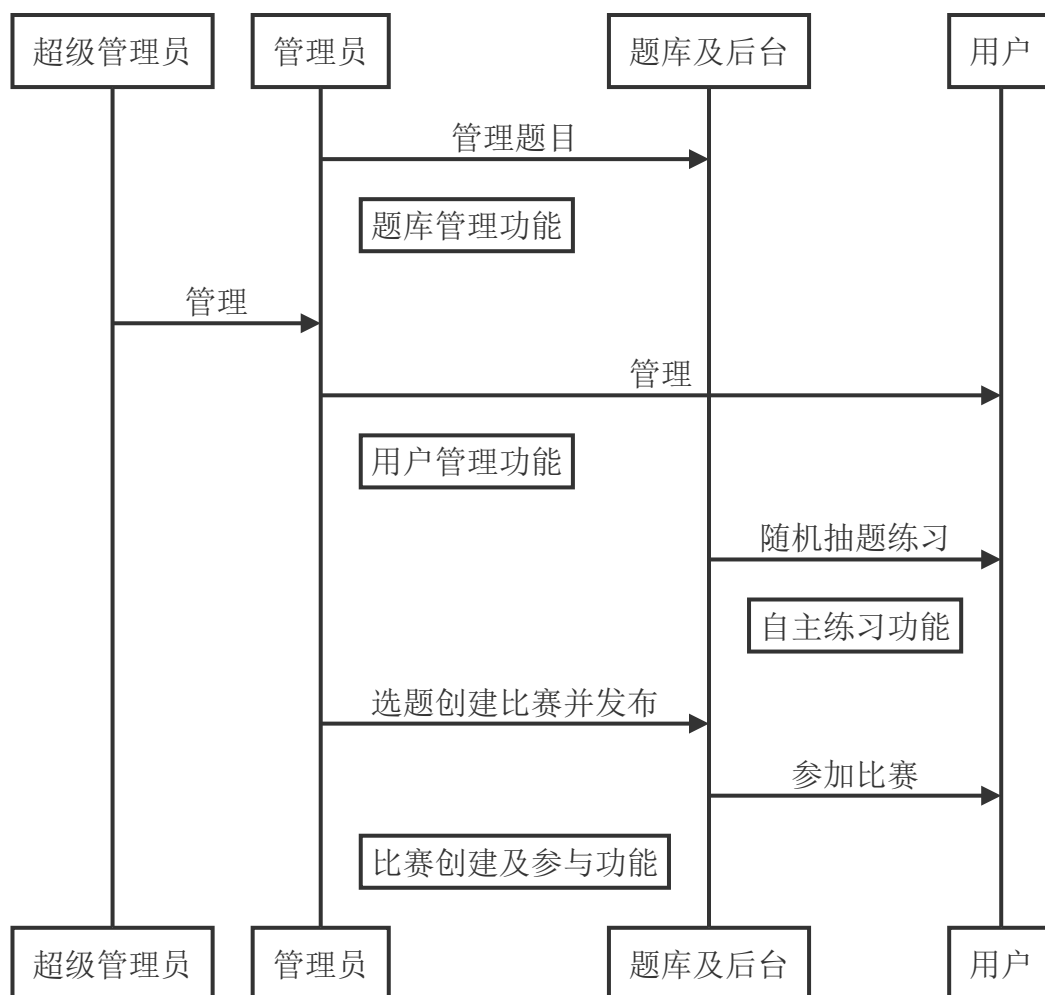 超级管理员
管理员
题库及后台
用户
管理题目
题库管理功能
管理
管理
用户管理功能
随机抽题练习
自主练习功能
选题创建比赛并发布
参加比赛
比赛创建及参与功能
超级管理员
管理员
题库及后台
用户